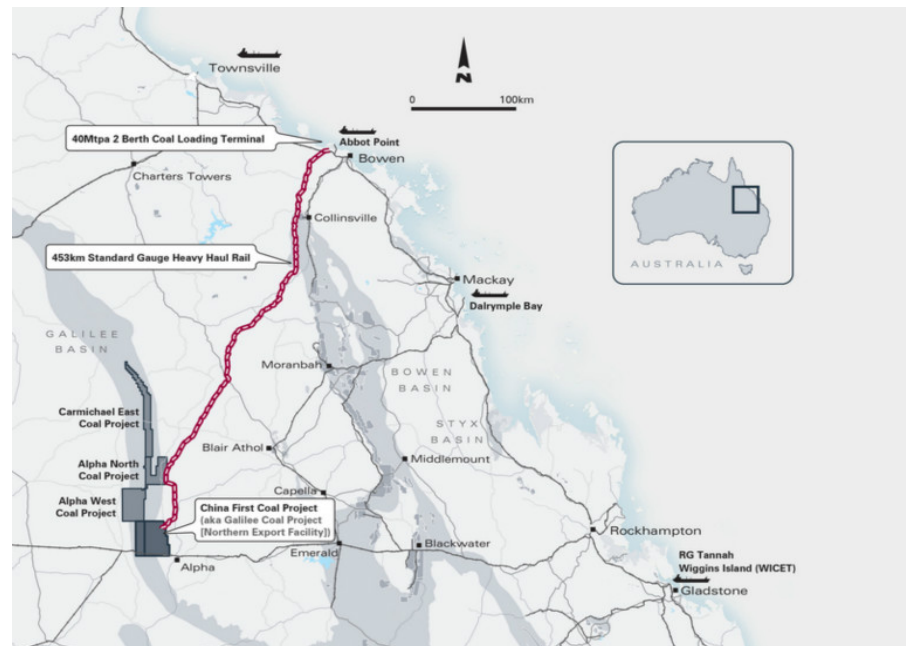 Townsville
N
0
100km
40Mtpa 2 Berth Coal Loading Terminal
Abbot Point
Bowen
Charters Towers
Collinsville
453km Standard Gauge Heavy Haul Rail
AUSTRALIA
Mackay
Dalrymple Bay
GALILEE
BASIN
Moranbah
BOWEN
BASIN
Carmichael East
Coal Project
STYX
BASIN
Blair Athol
Middlemount
Alpha North
Coal Project
Capella
Alpha West
Coal Project
China First Coal Project
(aka Galilee Coal Project
[Northern Export Facility])
Rockhampton
Emerald
Blackwater
Alpha
RG Tannah
Wiggins Island (WICET)
Gladstone